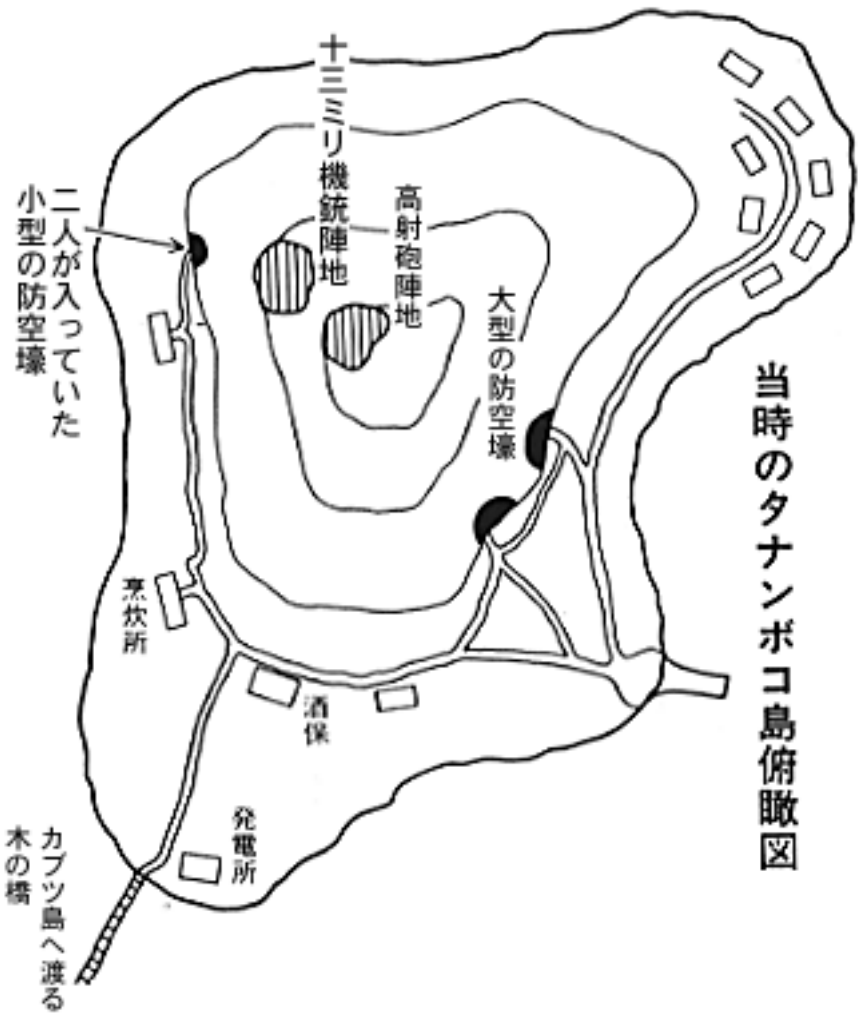 当時のタナンボコ島俯瞰図
十三ミリ機銃陣地
高射砲陣地
大型の防空壕
二人が入っていた
小型の防空壕
烹炊所
酒保
発電所
カブツ島へ渡る
木の橋